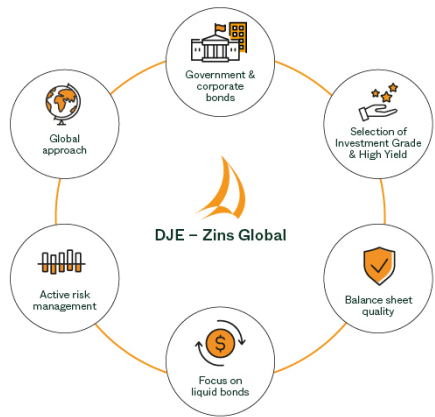 Government &
corporate
bonds
Selection of
Investment Grade
& High Yield
Balance sheet
quality
$
Focus on
liquid bonds
Active risk
management
Global
approach
DJE – Zins Global